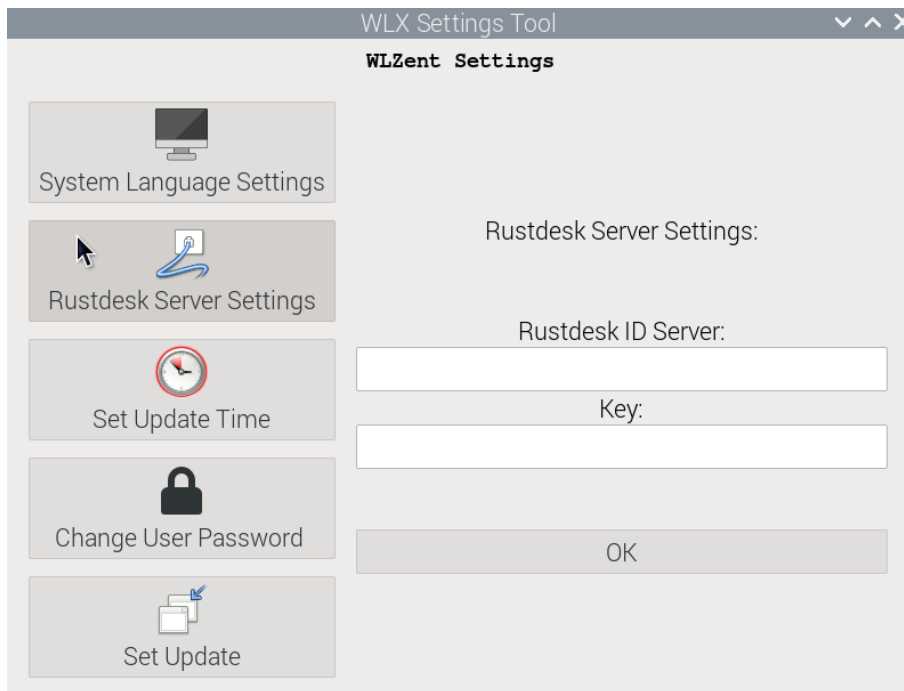 WLX Settings Tool
WLZent Settings
System Language Settings
Rustdesk Server Settings
Set Update Time
Change User Password
Set Update
Rustdesk Server Settings:
Rustdesk ID Server:
Key:
OK